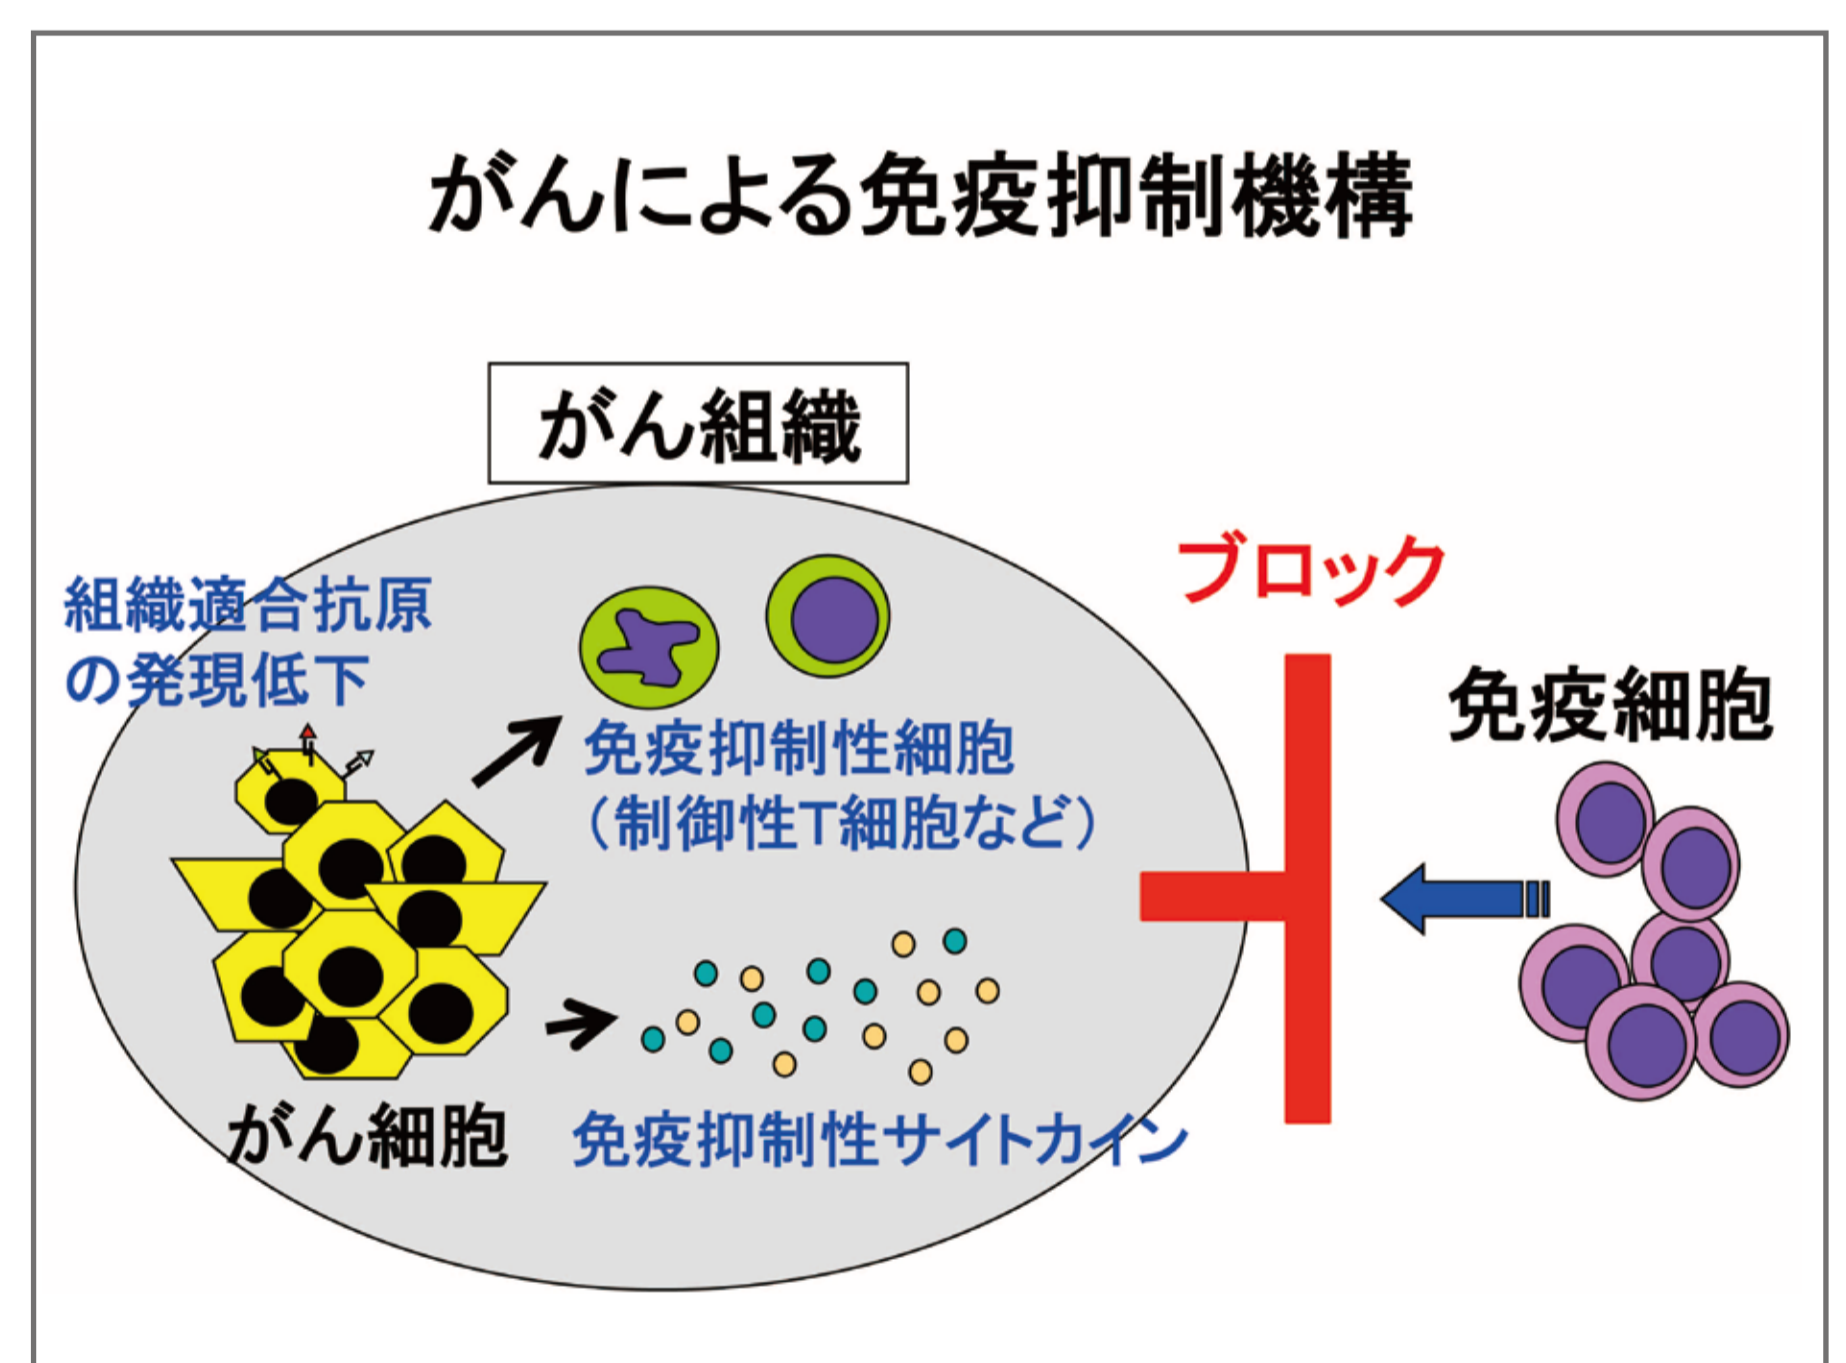 がんによる免疫抑制機構
がん組織
組織適合抗原
の発現低下
免疫抑制性細胞
（制御性T細胞など）
ブロック
免疫細胞
がん細胞
免疫抑制性サイトカイン